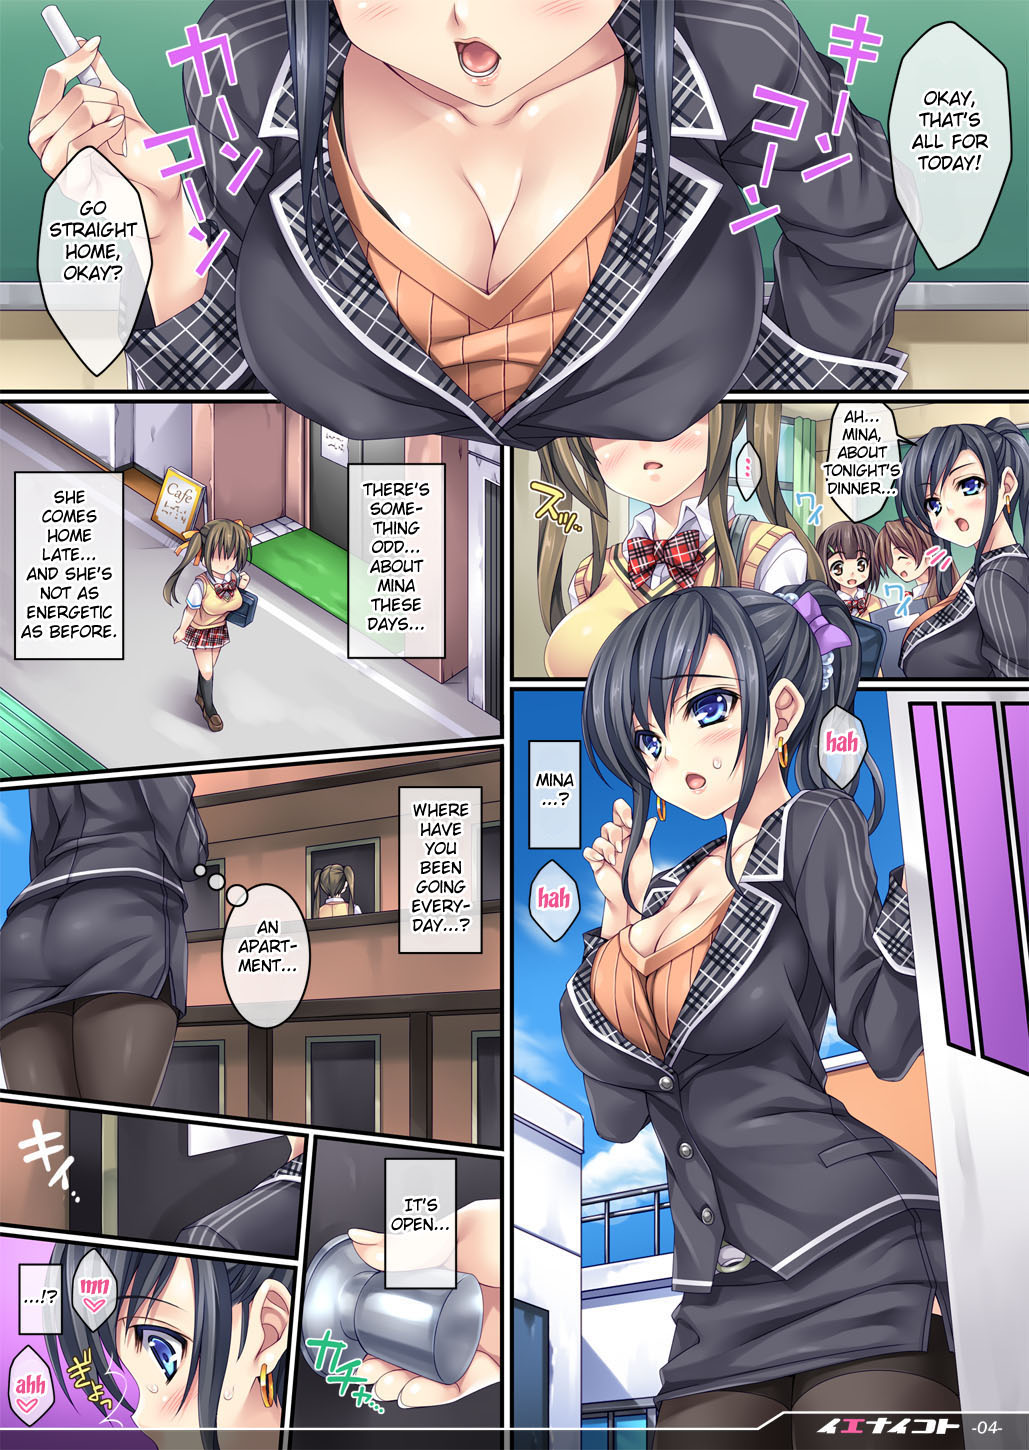 キーン
コーン
OKAY,
THAT'S
ALL FOR
TODAY!
カーン
コーン
GO
STRAIGHT
HOME,
OKAY?
AH...
MINA,
ABOUT
TONIGHT'S
DINNER...
ワイ
ワイ
...
スッ
THERE'S
SOME-
THING
ODD...
ABOUT
MINA
THESE
DAYS...
Cafe
SHE
COMES
HOME
LATE...
AND SHE'S
NOT AS
ENERGETIC
AS BEFORE.
WHERE
HAVE
YOU
BEEN
GOING
EVERY-
DAY...?
AN
APART-
MENT...
MINA
...?
hah
hah
キィ..
IT'S
OPEN...
ガチャ...
...!?
mn
ahh
ぎょっ
イエナイコト -04-